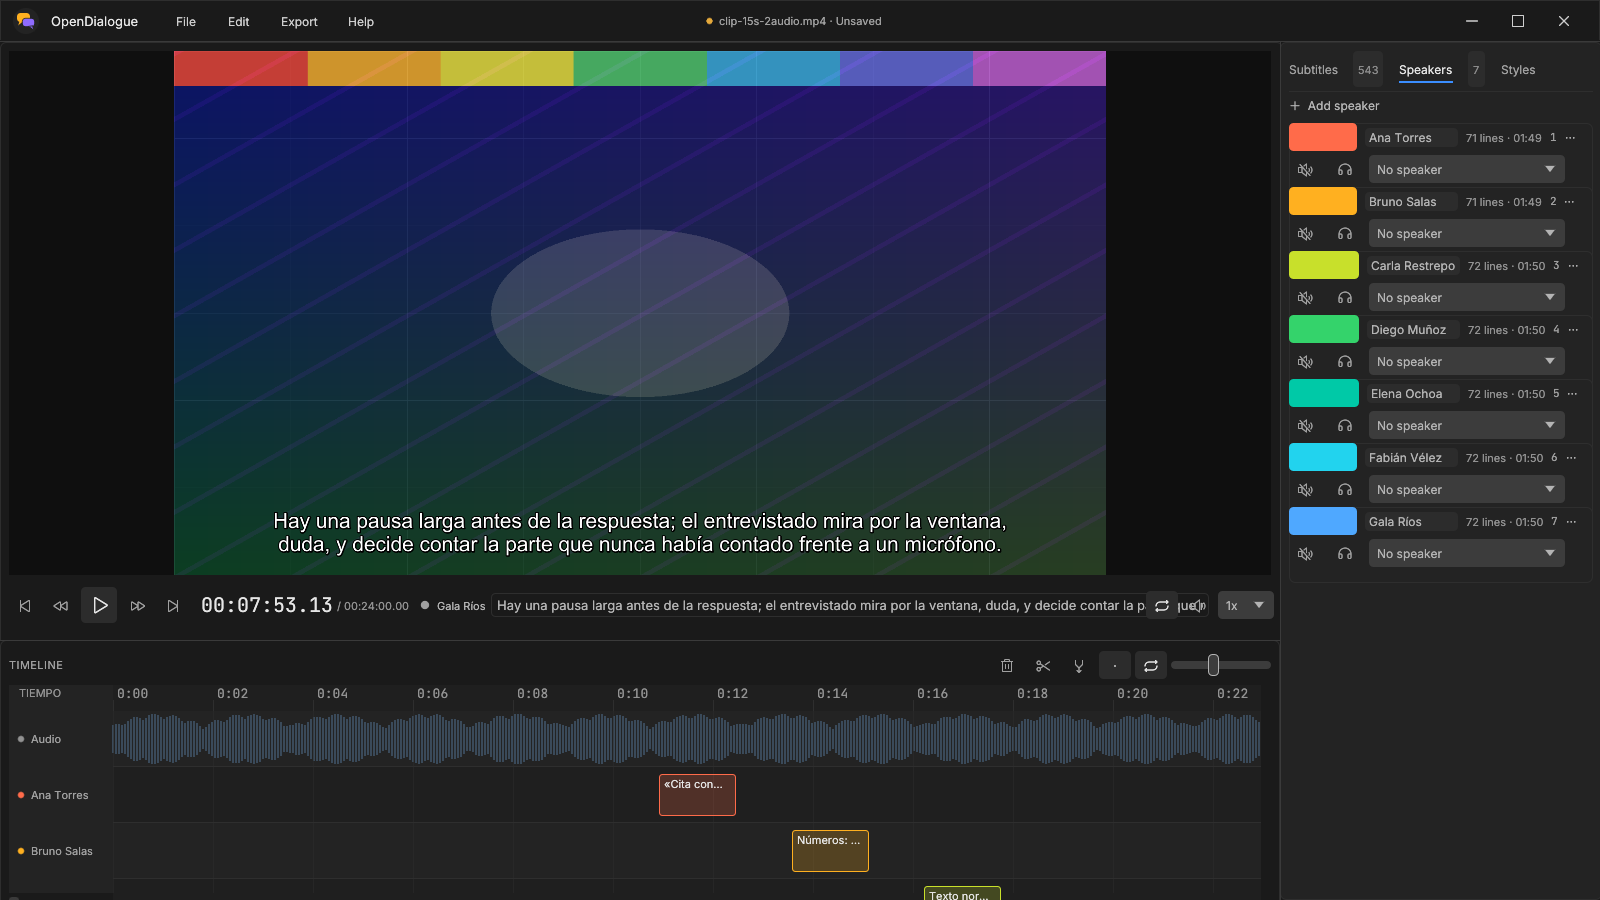 OpenDialogue File Edit Export Help clip-15s-2audio.mp4 · Unsaved
Subtitles 543 Speakers 7 Styles
+ Add speaker
Ana Torres 71 lines · 01:49 1 ···
No speaker
Bruno Salas 71 lines · 01:49 2 ···
No speaker
Carla Restrepo 72 lines · 01:50 3 ···
No speaker
Diego Muñoz 72 lines · 01:50 4 ···
No speaker
Elena Ochoa 72 lines · 01:50 5 ···
No speaker
Fabián Vélez 72 lines · 01:50 6 ···
No speaker
Gala Ríos 72 lines · 01:50 7 ···
No speaker
Hay una pausa larga antes de la respuesta; el entrevistado mira por la ventana,
duda, y decide contar la parte que nunca había contado frente a un micrófono.
00:07:53.13 / 00:24:00.00 Gala Ríos Hay una pausa larga antes de la respuesta; el entrevistado mira por la ventana, duda, y decide contar la 1x
TIMELINE
TIEMPO 0:00 0:02 0:04 0:06 0:08 0:10 0:12 0:14 0:16 0:18 0:20 0:22
Audio
Ana Torres «Cita con...
Bruno Salas Números: ...
Texto nor...